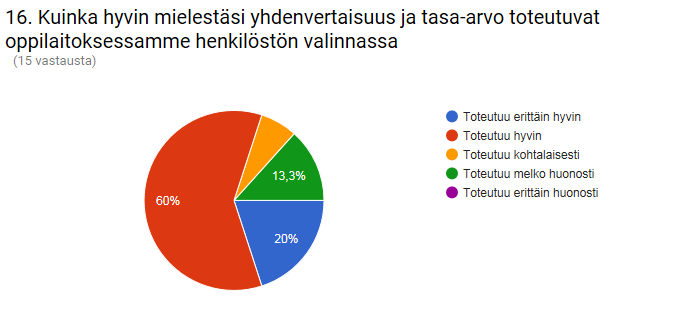 16. Kuinka hyvin mielestäsi yhdenvertaisuus ja tasa-arvo toteutuvat
oppilaitoksessamme henkilöstön valinnassa
(15 vastausta)
Toteutuu erittäin hyvin
Toteutuu hyvin
Toteutuu kohtalaisesti
Toteutuu melko huonosti
Toteutuu erittäin huonosti
13,3%
60%
20%